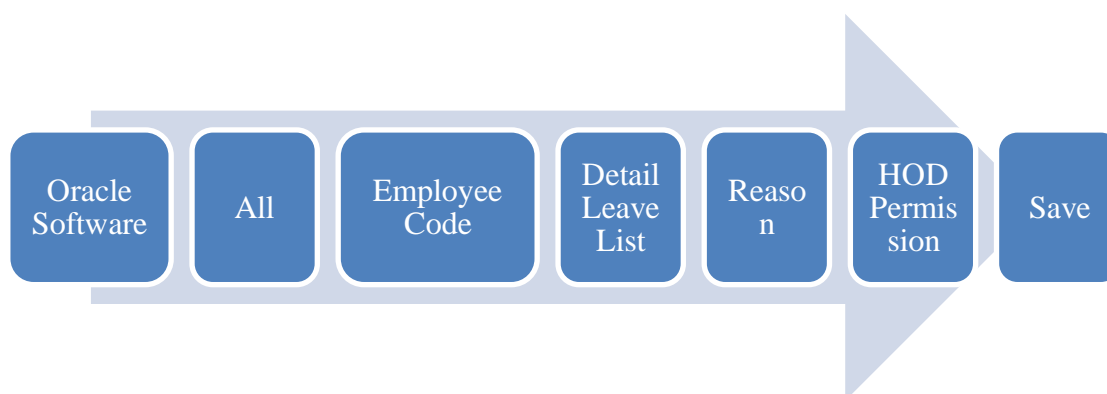 Oracle
Software
All
Employee
Code
Detail
Leave
List
Reaso
n
HOD
Permis
sion
Save